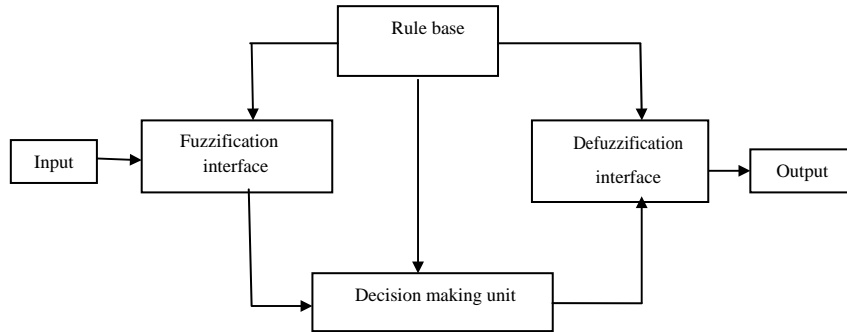 Rule base
Fuzzification
interface
Defuzzification
interface
Input
Output
Decision making unit